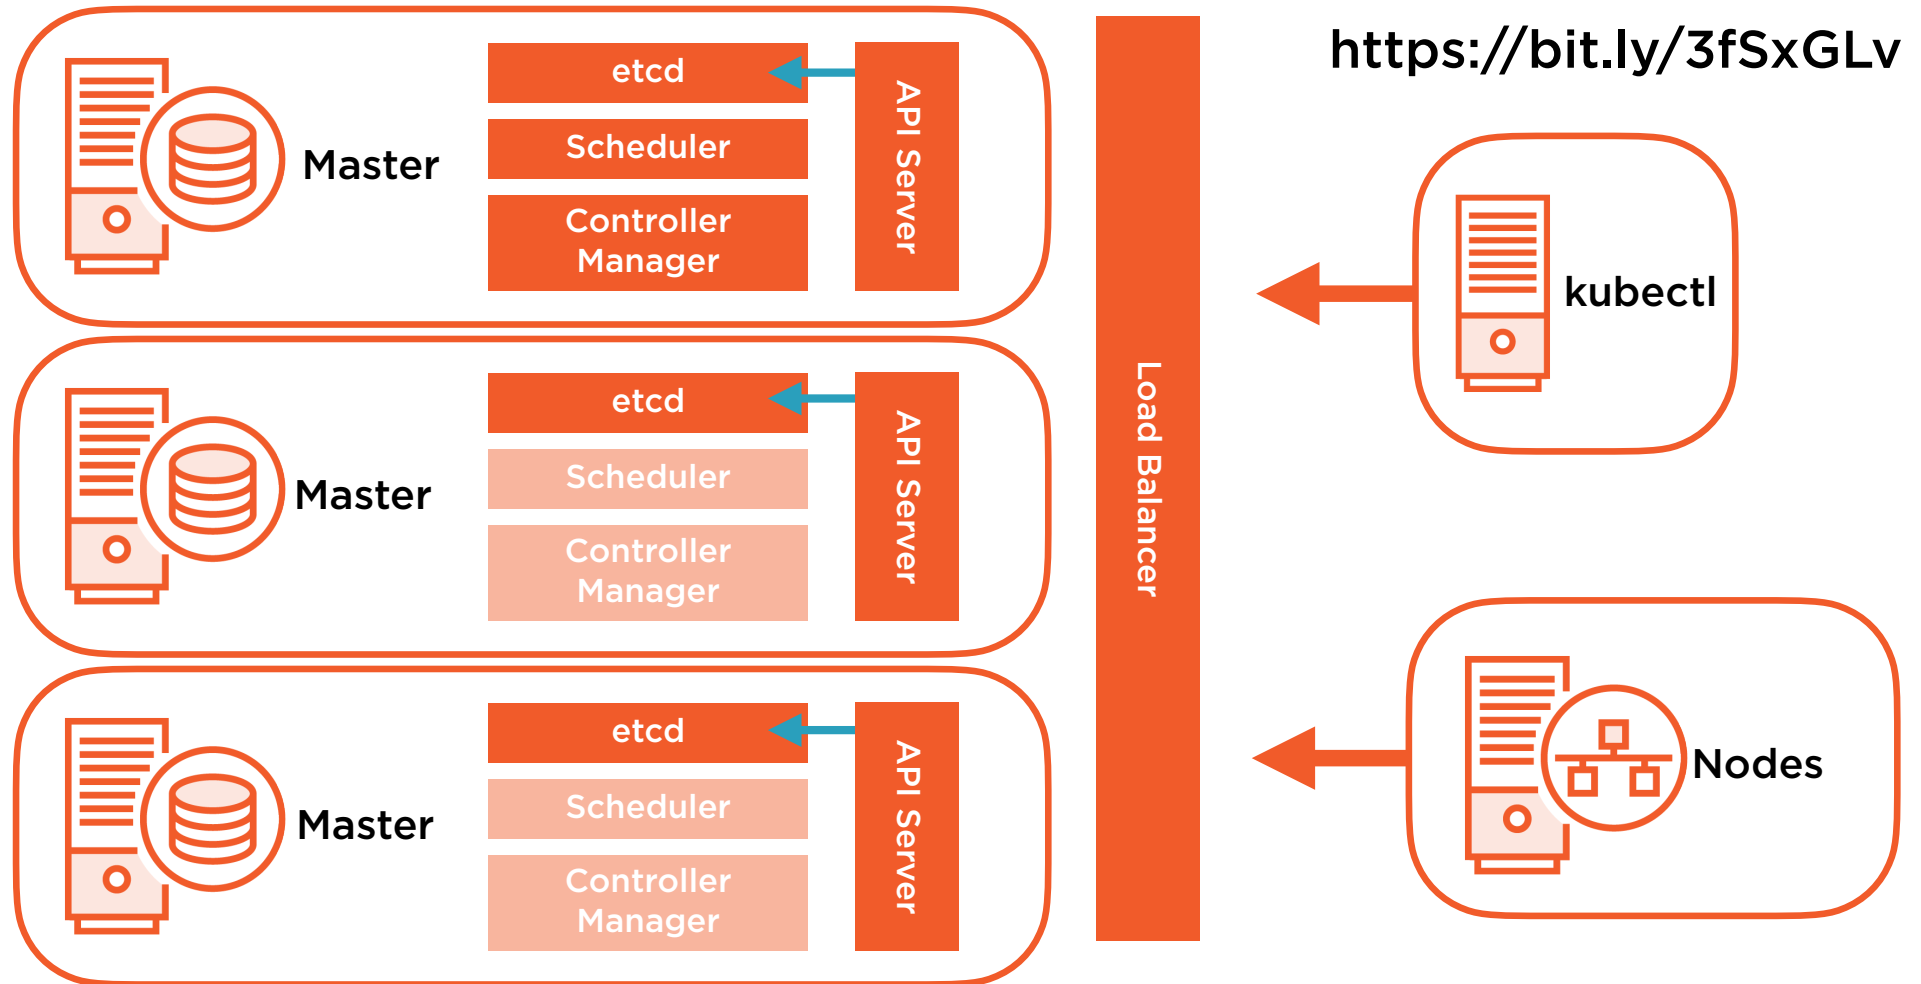 https://bit.ly/3fSxGLv
Master
etcd
Scheduler
Controller
Manager
API Server
Master
etcd
Scheduler
Controller
Manager
API Server
Master
etcd
Scheduler
Controller
Manager
API Server
Load Balancer
kubectl
Nodes